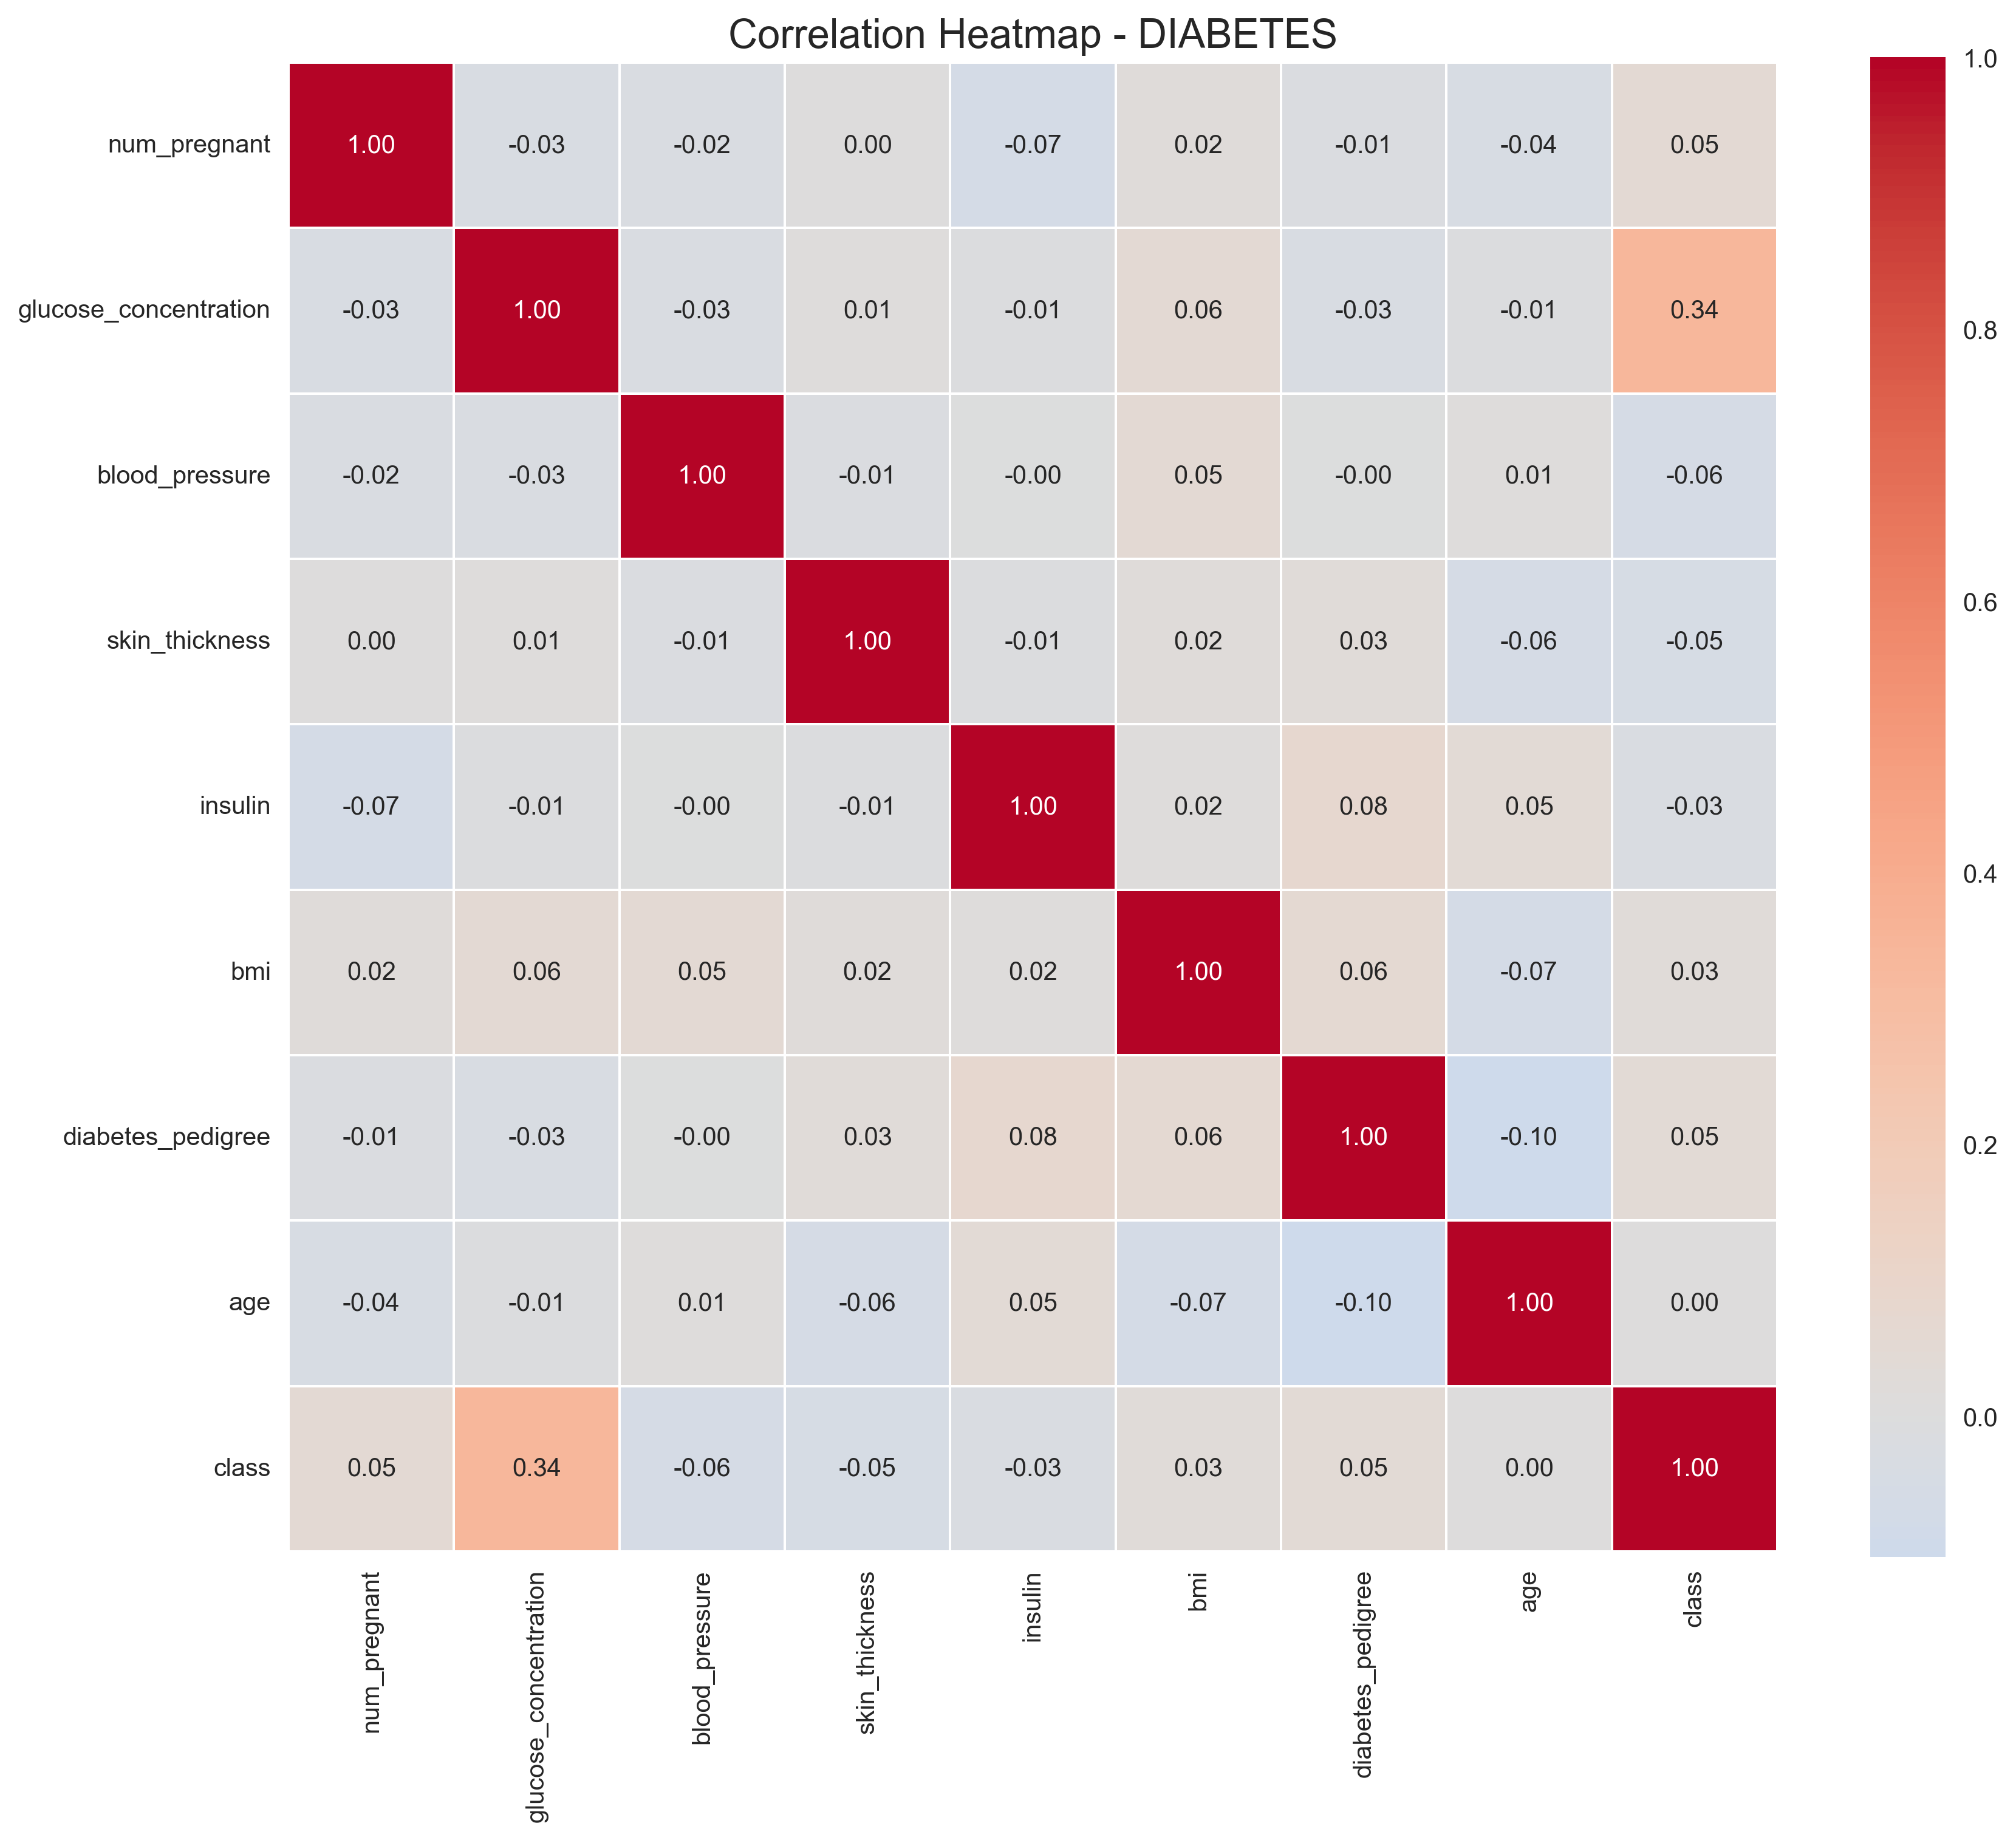 Correlation Heatmap - DIABETES
num_pregnant 1.00 -0.03 -0.02 0.00 -0.07 0.02 -0.01 -0.04 0.05
glucose_concentration -0.03 1.00 -0.03 0.01 -0.01 0.06 -0.03 -0.01 0.34
blood_pressure -0.02 -0.03 1.00 -0.01 -0.00 0.05 -0.00 0.01 -0.06
skin_thickness 0.00 0.01 -0.01 1.00 -0.01 0.02 0.03 -0.06 -0.05
insulin -0.07 -0.01 -0.00 -0.01 1.00 0.02 0.08 0.05 -0.03
bmi 0.02 0.06 0.05 0.02 0.02 1.00 0.06 -0.07 0.03
diabetes_pedigree -0.01 -0.03 -0.00 0.03 0.08 0.06 1.00 -0.10 0.05
age -0.04 -0.01 0.01 -0.06 0.05 -0.07 -0.10 1.00 0.00
class 0.05 0.34 -0.06 -0.05 -0.03 0.03 0.05 0.00 1.00
num_pregnant
glucose_concentration
blood_pressure
skin_thickness
insulin
bmi
diabetes_pedigree
age
class
1.0
0.8
0.6
0.4
0.2
0.0